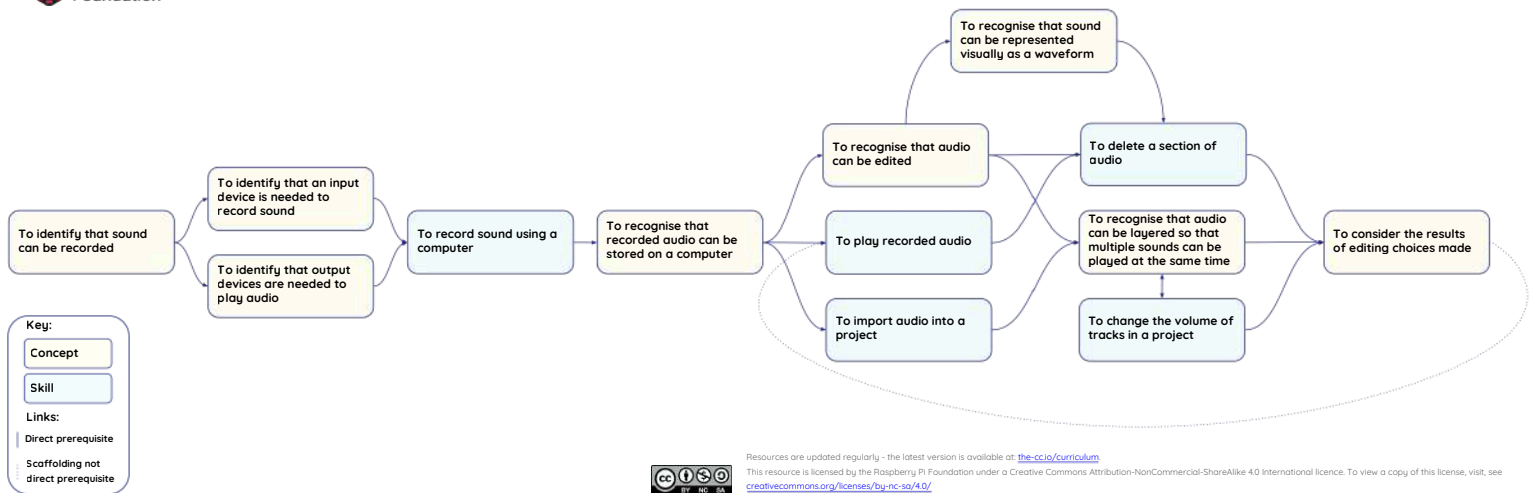 To recognise that sound
can be represented
visually as a waveform
To recognise that audio
can be edited
To delete a section of
audio
To identify that an input
device is needed to
record sound
To identify that sound
can be recorded
To record sound using a
computer
To recognise that
recorded audio can be
stored on a computer
To play recorded audio
To recognise that audio
can be layered so that
multiple sounds can be
played at the same time
To consider the results
of editing choices made
To identify that output
devices are needed to
play audio
To import audio into a
project
To change the volume of
tracks in a project
Key:
Concept
Skill
Links:
Direct prerequisite
Scaffolding not
direct prerequisite
cc
BY NC SA
Resources are updated regularly - the latest version is available at: the-cc.io/curriculum.
This resource is licensed by the Raspberry Pi Foundation under a Creative Commons Attribution-NonCommercial-ShareAlike 4.0 International licence. To view a copy of this license, visit, see
creativecommons.org/licenses/by-nc-sa/4.0/